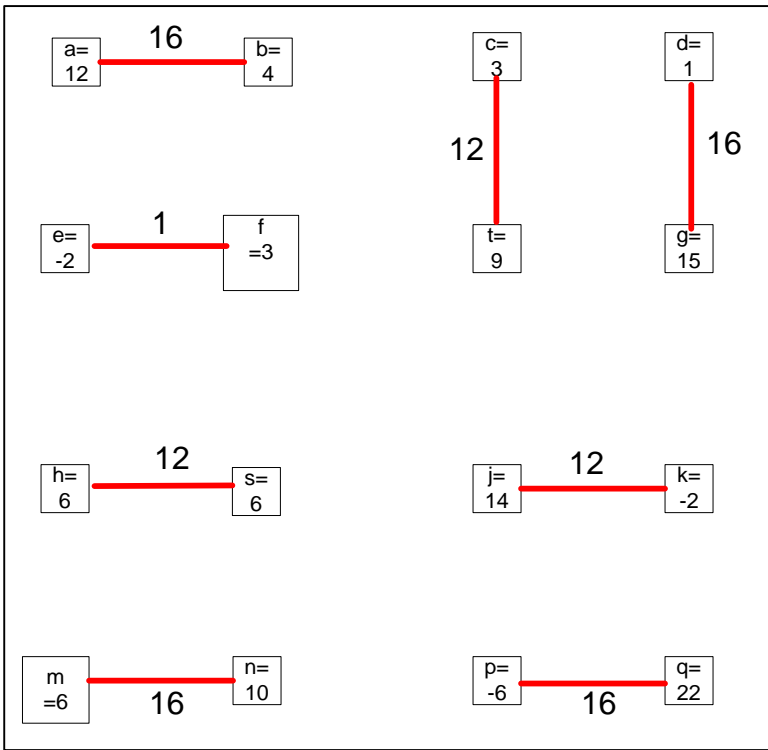 a=
12
16
b=
4
c=
3
d=
1
12
16
e=
-2
1
f
=3
t=
9
g=
15
h=
6
12
s=
6
j=
14
12
k=
-2
m
=6
16
n=
10
p=
-6
16
q=
22